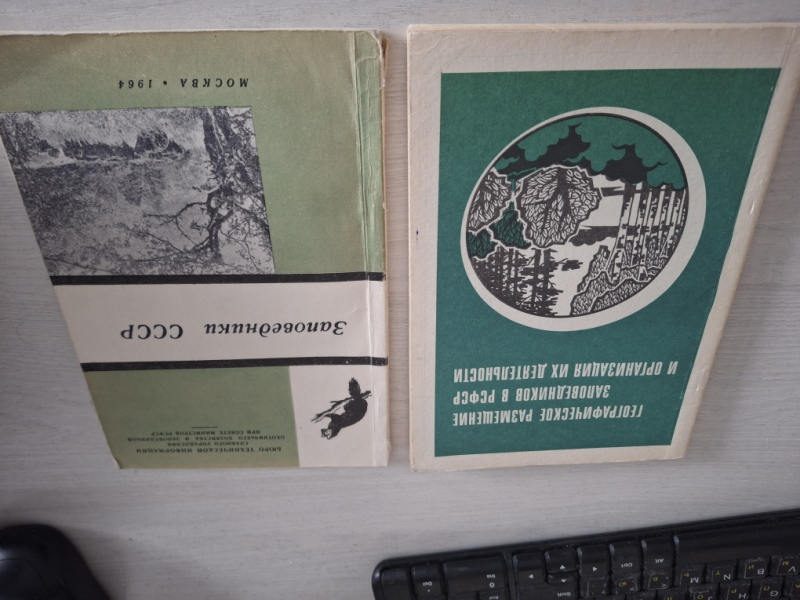 БЮРО ТЕХНИЧЕСКОЙ ИНФОРМАЦИИ
ГЛАВНОГО УПРАВЛЕНИЯ
ОХОТНИЧЬЕГО ХОЗЯЙСТВА И ЗАПОВЕДНИКОВ
ПРИ СОВЕТЕ МИНИСТРОВ РСФСР
Заповедники СССР
МОСКВА • 1964
ГЕОГРАФИЧЕСКОЕ РАЗМЕЩЕНИЕ
ЗАПОВЕДНИКОВ В РСФСР
И ОРГАНИЗАЦИЯ ИХ ДЕЯТЕЛЬНОСТИ